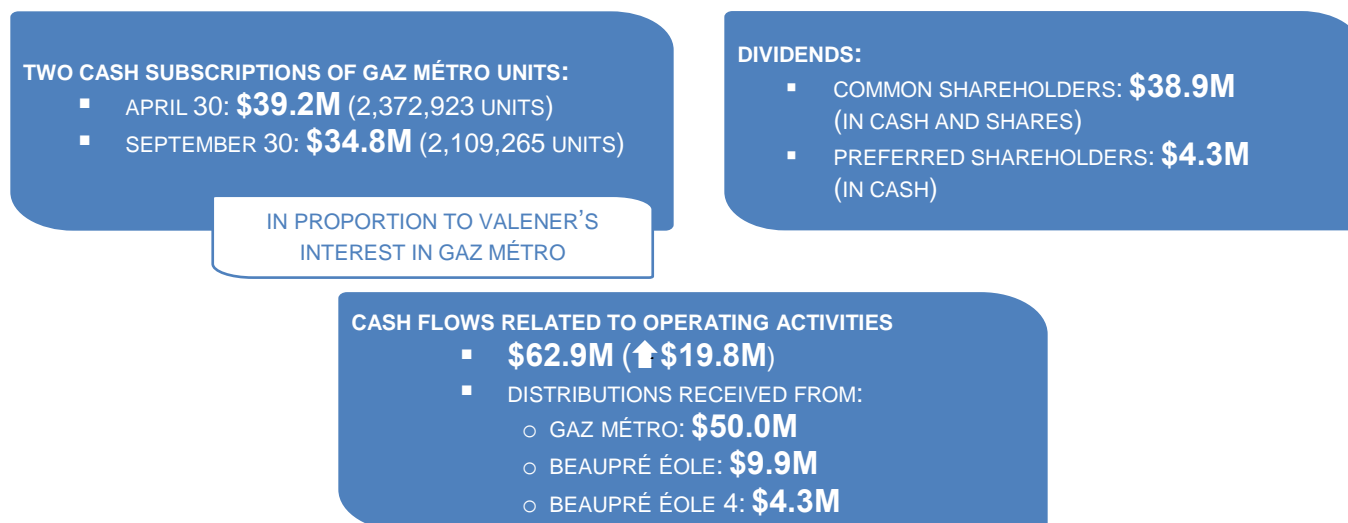 TWO CASH SUBSCRIPTIONS OF GAZ MÉTRO UNITS:
▪ APRIL 30: $39.2M (2,372,923 UNITS)
▪ SEPTEMBER 30: $34.8M (2,109,265 UNITS)
IN PROPORTION TO VALENER'S
INTEREST IN GAZ MÉTRO
DIVIDENDS:
▪ COMMON SHAREHOLDERS: $38.9M
(IN CASH AND SHARES)
▪ PREFERRED SHAREHOLDERS: $4.3M
(IN CASH)
CASH FLOWS RELATED TO OPERATING ACTIVITIES
▪ $62.9M (⬆$19.8M)
▪ DISTRIBUTIONS RECEIVED FROM:
o GAZ MÉTRO: $50.0M
o BEAUPRÉ ÉOLE: $9.9M
o BEAUPRÉ ÉOLE 4: $4.3M